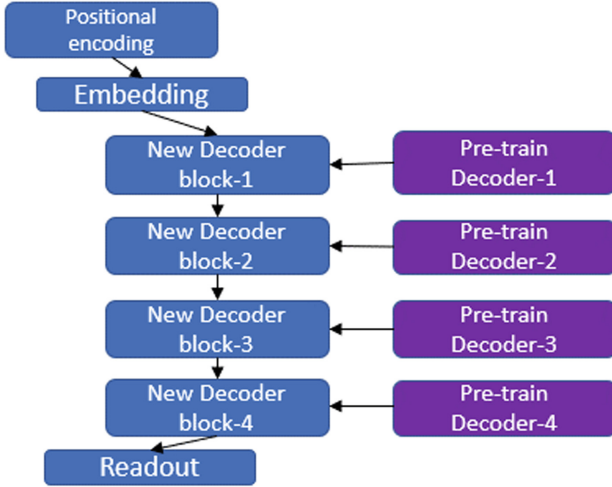 Positional
encoding
Embedding
New Decoder
block-1
Pre-train
Decoder-1
New Decoder
block-2
Pre-train
Decoder-2
New Decoder
block-3
Pre-train
Decoder-3
New Decoder
block-4
Pre-train
Decoder-4
Readout